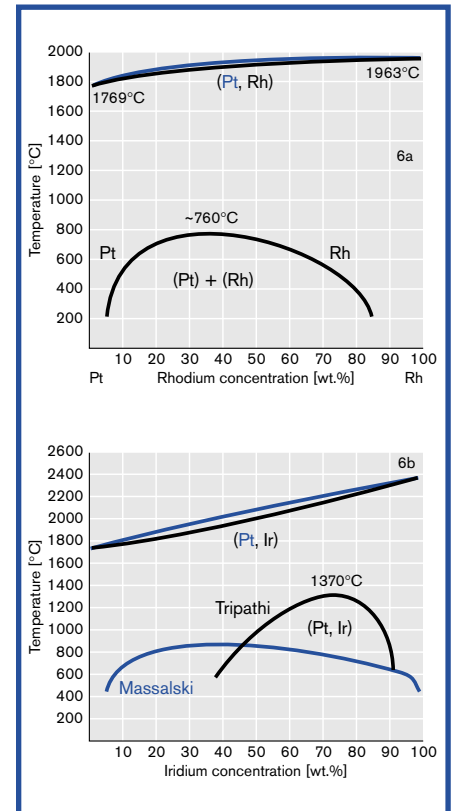 2000
1800
1600
1400
1200
1000
800
600
400
200
Temperature [°C]
1769°C
(Pt, Rh)
1963°C
6a
~760°C
Pt
Rh
(Pt) + (Rh)
10 20 30 40 50 60 70 80 90 100
Pt Rhodium concentration [wt.%] Rh
2600
2400
2200
2000
1800
1600
1400
1200
1000
800
600
400
200
Temperature [°C]
6b
(Pt, Ir)
1370°C
Tripathi
(Pt, Ir)
Massalski
10 20 30 40 50 60 70 80 90 100
Iridium concentration [wt.%]